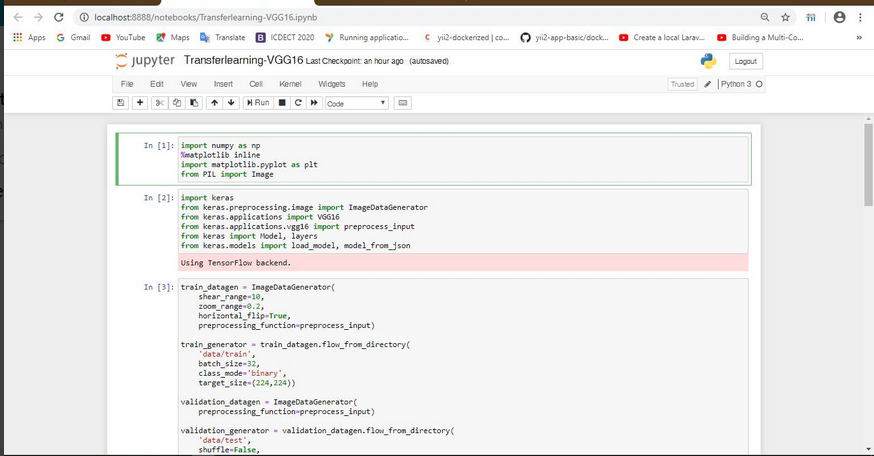 localhost:8888/notebooks/Transferlearning-VGG16.ipynb
Apps Gmail YouTube Maps Translate ICDECT 2020 Running applicatio... yii2-dockerized | co... yii2-app-basic/dock... Create a local Larav... Building a Multi-Co... »
jupyter Transferlearning-VGG16 Last Checkpoint: an hour ago (autosaved) Logout
File Edit View Insert Cell Kernel Widgets Help Trusted Python 3
Run Code
In [1]: import numpy as np
%matplotlib inline
import matplotlib.pyplot as plt
from PIL import Image
In [2]: import keras
from keras.preprocessing.image import ImageDataGenerator
from keras.applications import VGG16
from keras.applications.vgg16 import preprocess_input
from keras import Model, layers
from keras.models import load_model, model_from_json
Using TensorFlow backend.
In [3]: train_datagen = ImageDataGenerator(
shear_range=10,
zoom_range=0.2,
horizontal_flip=True,
preprocessing_function=preprocess_input)
train_generator = train_datagen.flow_from_directory(
'data/train',
batch_size=32,
class_mode='binary',
target_size=(224,224))
validation_datagen = ImageDataGenerator(
preprocessing_function=preprocess_input)
validation_generator = validation_datagen.flow_from_directory(
'data/test',
shuffle=False,